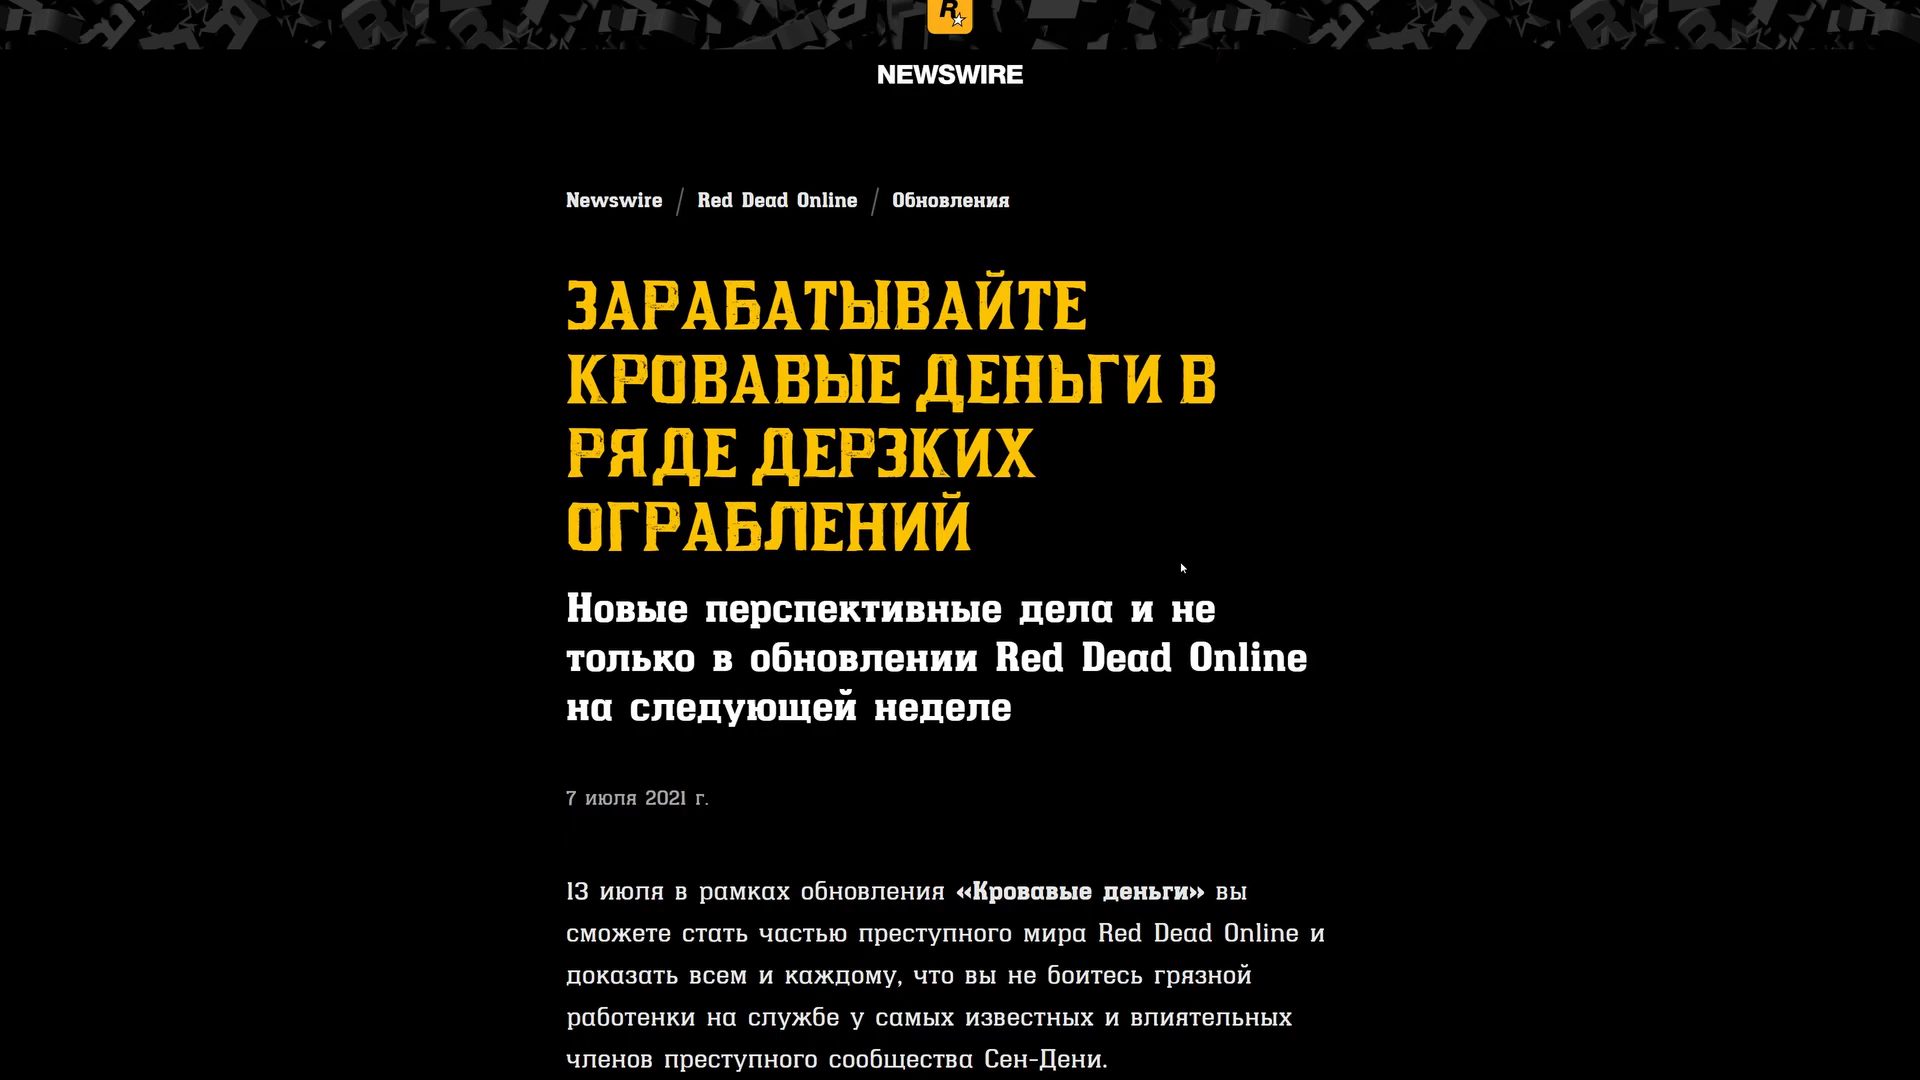 R
NEWSWIRE
Newswire / Red Dead Online / Обновления
ЗАРАБАТЫВАЙТЕ
КРОВАВЫЕ ДЕНЬГИ В
РЯДЕ ДЕРЗКИХ
ОГРАБЛЕНИЙ
Новые перспективные дела и не
только в обновлении Red Dead Online
на следующей неделе
7 июля 2021 г.
13 июля в рамках обновления «Кровавые деньги» вы
сможете стать частью преступного мира Red Dead Online и
доказать всем и каждому, что вы не боитесь грязной
работенки на службе у самых известных и влиятельных
членов преступного сообщества Сен-Дени.